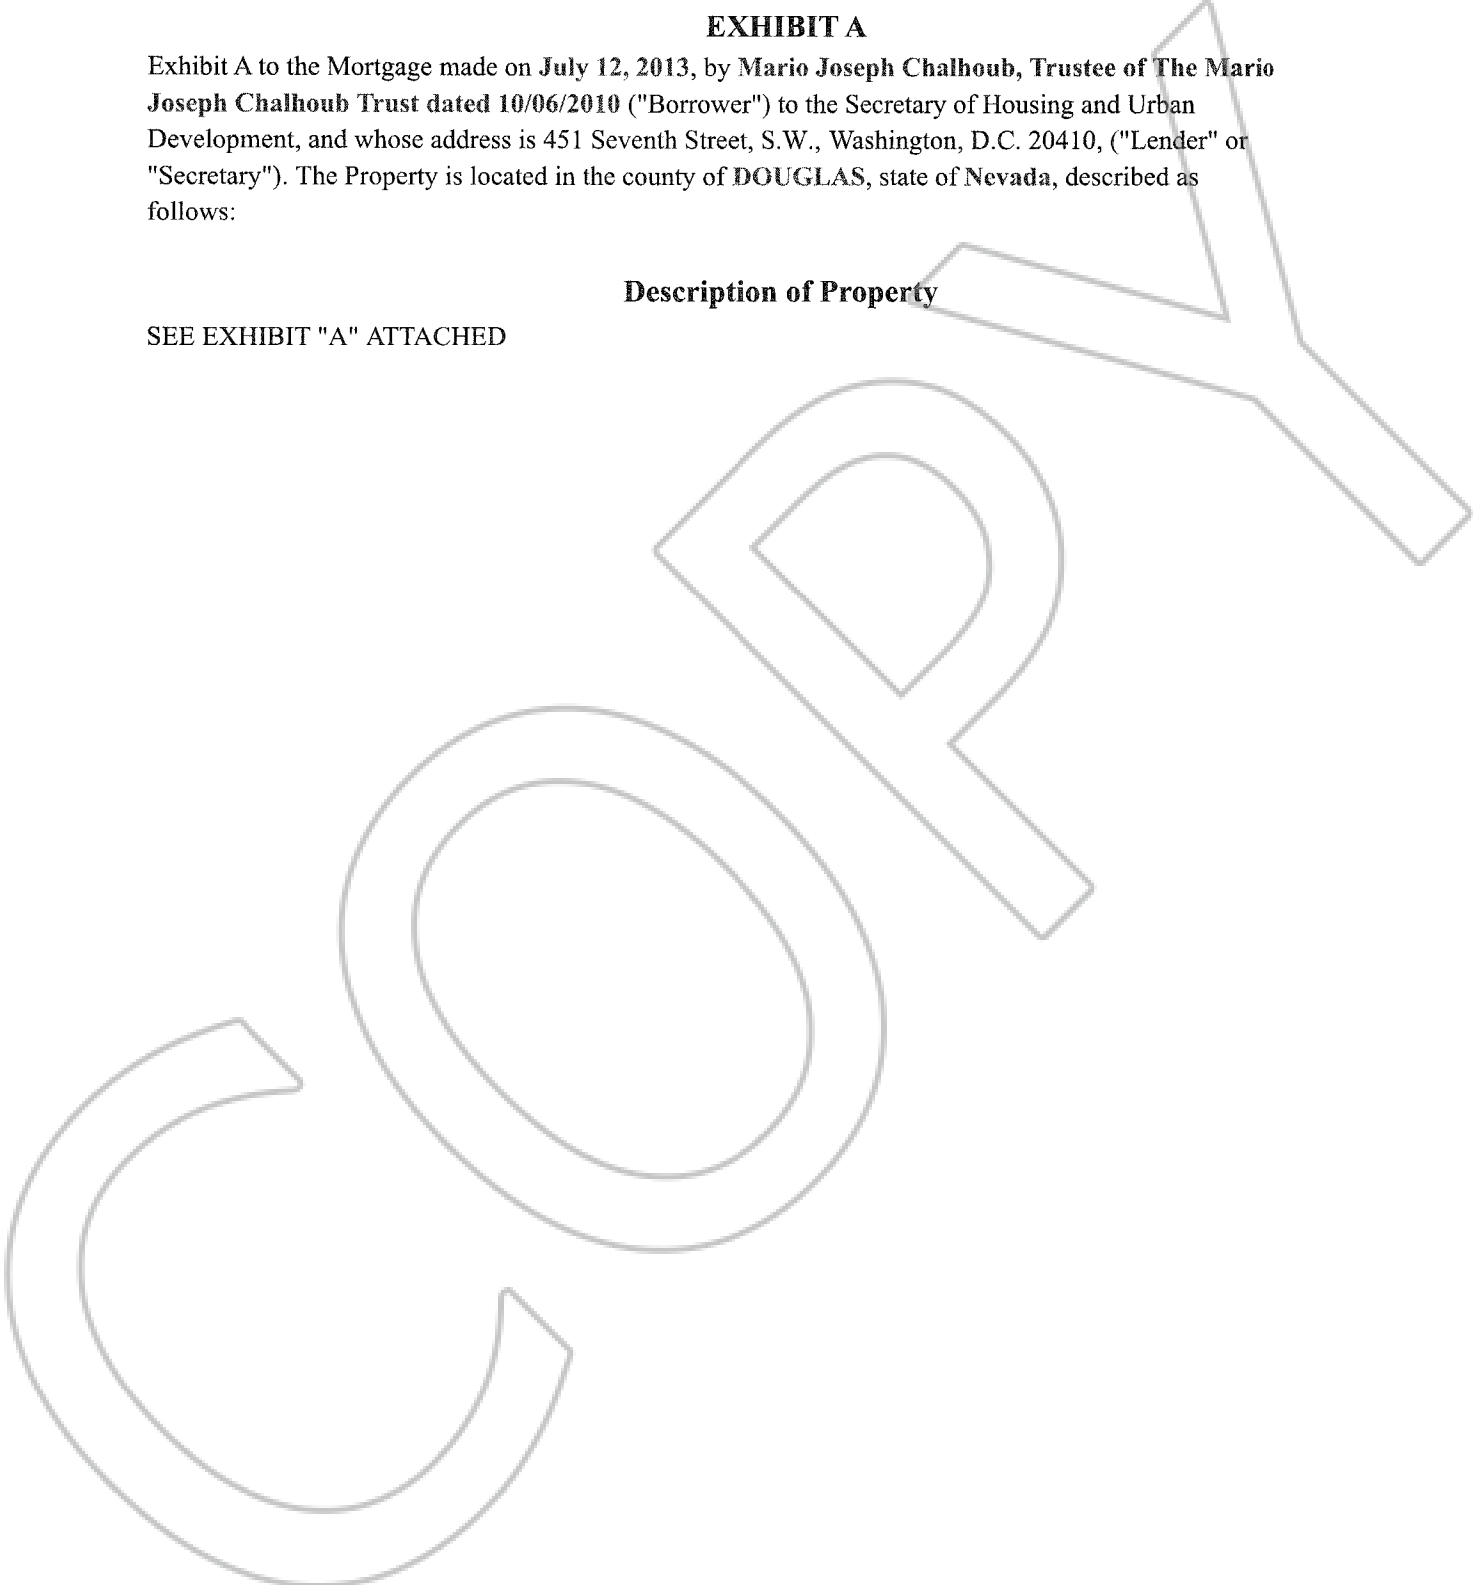 EXHIBIT A
Exhibit A to the Mortgage made on July 12, 2013, by Mario Joseph Chalhoub, Trustee of The Mario
Joseph Chalhoub Trust dated 10/06/2010 ("Borrower") to the Secretary of Housing and Urban
Development, and whose address is 451 Seventh Street, S.W., Washington, D.C. 20410, ("Lender" or
"Secretary"). The Property is located in the county of DOUGLAS, state of Nevada, described as
follows:
Description of Property
SEE EXHIBIT "A" ATTACHED
COPY